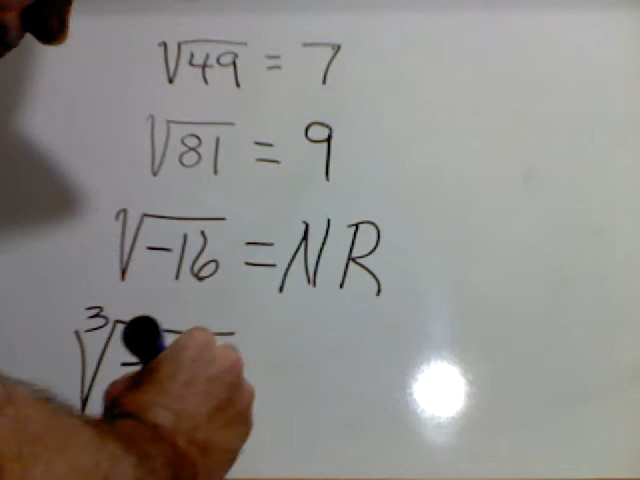 √49 = 7
√81 = 9
√-16 = NR
3√-